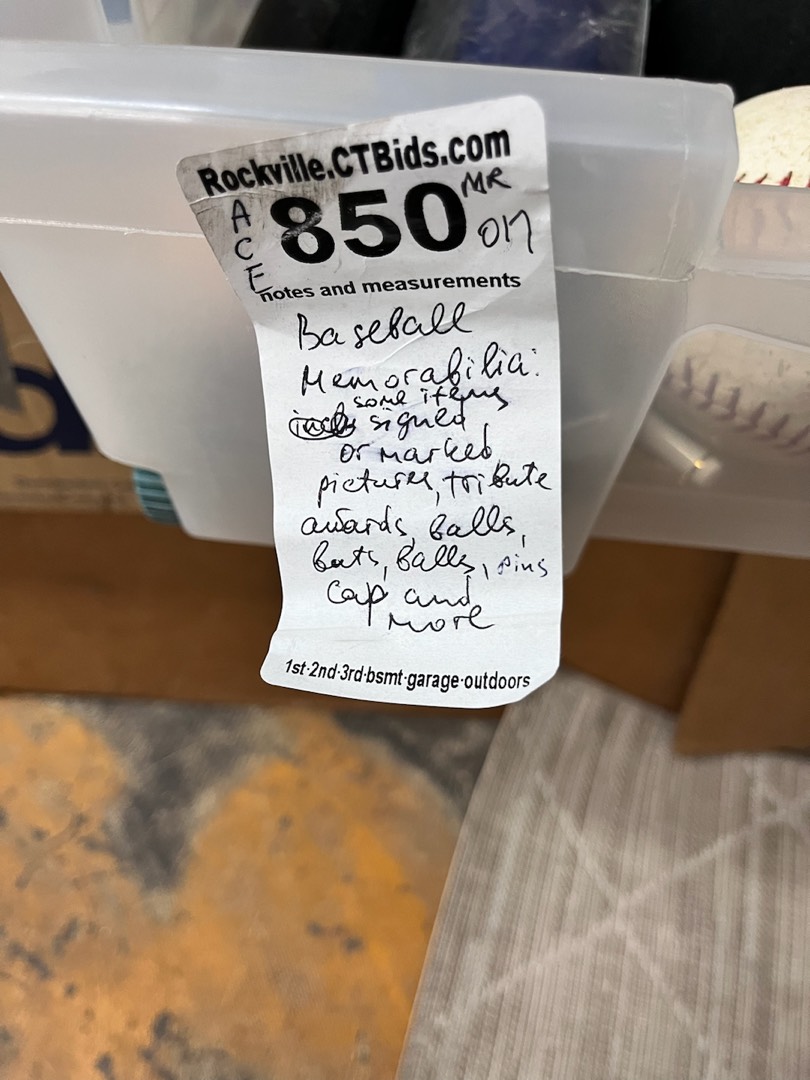 Rockville.CTBids.com
A C E 850 MR 017
notes and measurements
Baseball
Memorabilia:
some items
signed
or marked
pictures, tribute
awards, balls,
bats, balls, pins
cap and
more
1st·2nd·3rd·bsmt·garage·outdoors